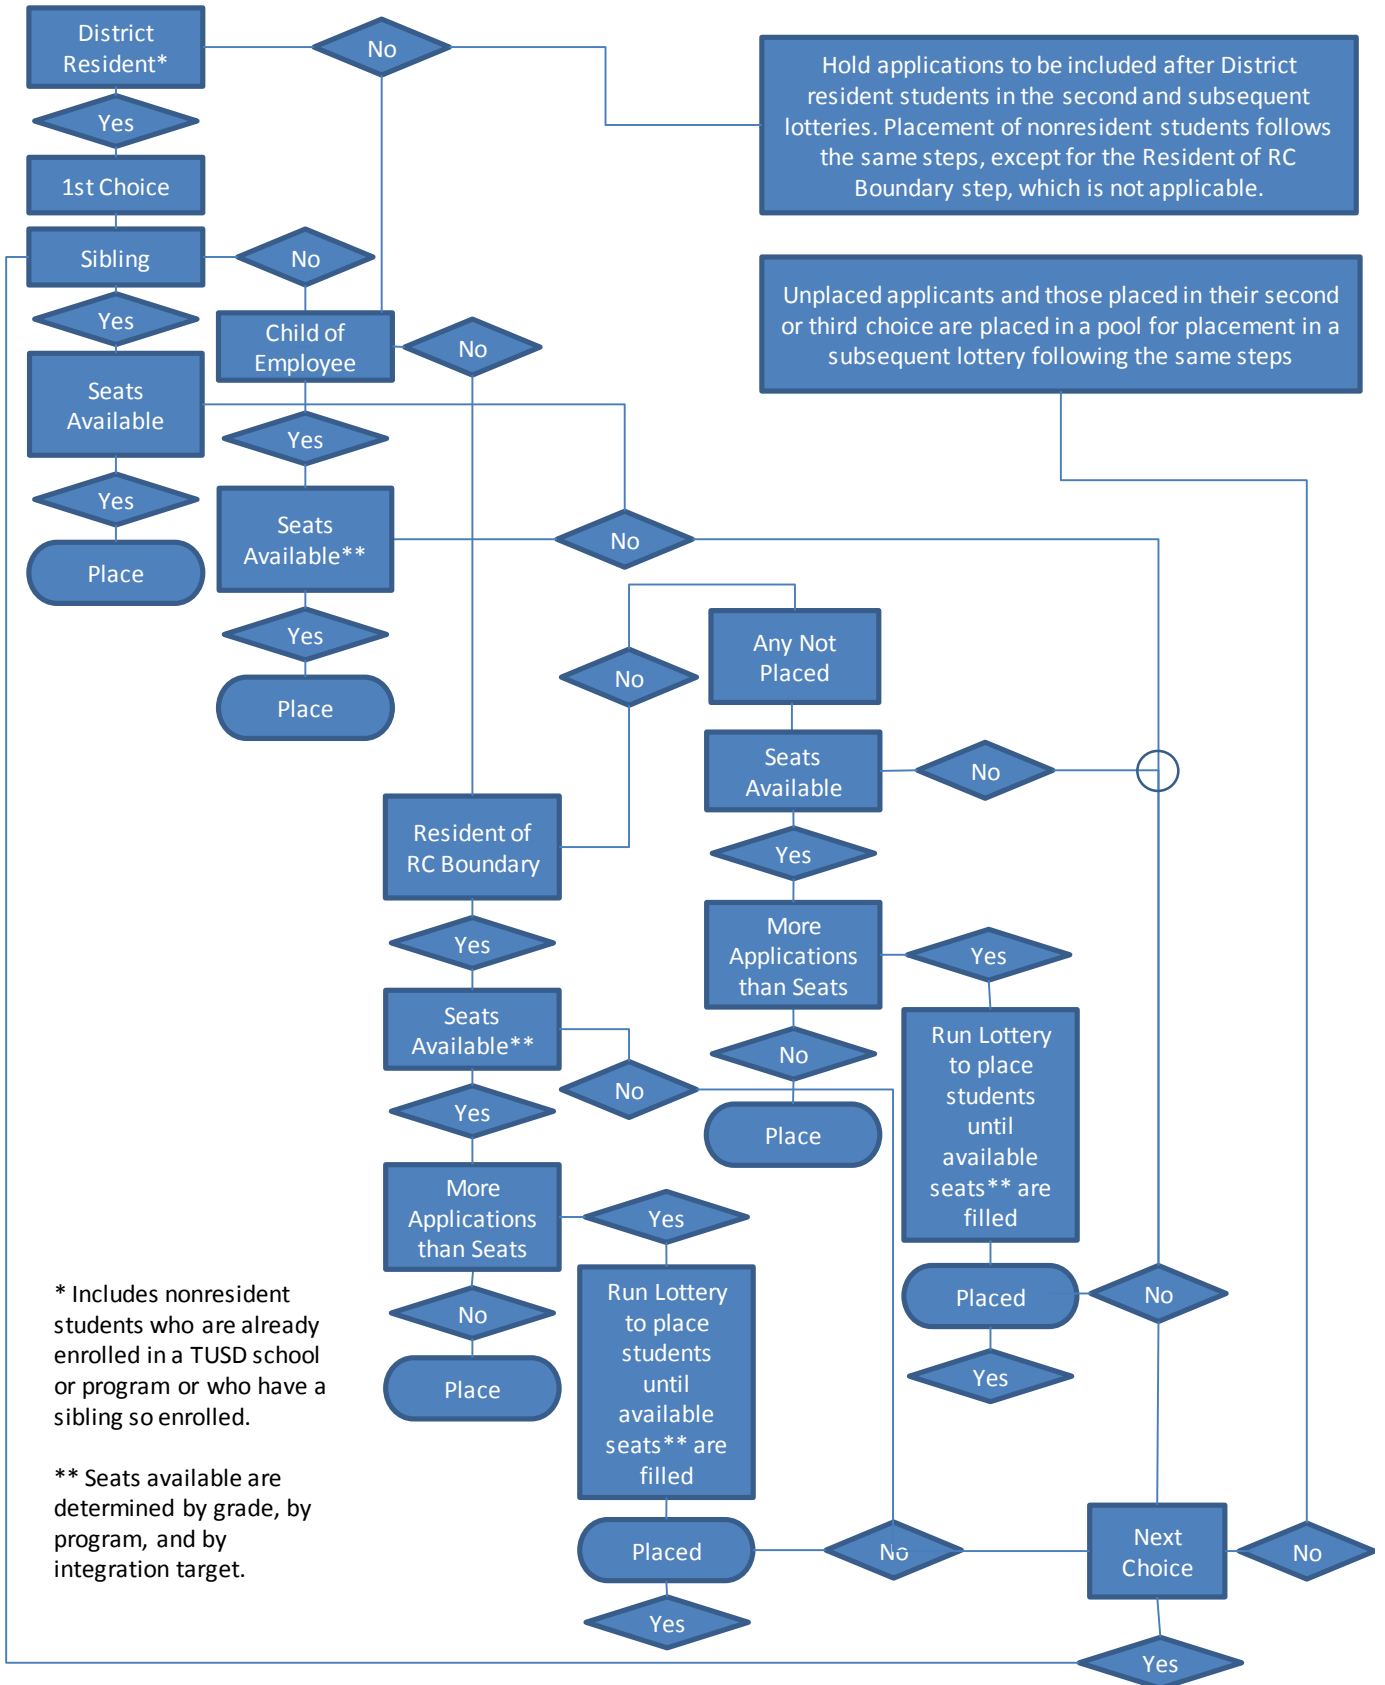 District
Resident*
No
Hold applications to be included after District
resident students in the second and subsequent
lotteries. Placement of nonresident students follows
the same steps, except for the Resident of RC
Boundary step, which is not applicable.
Yes
1st Choice
Sibling
No
Unplaced applicants and those placed in their second
or third choice are placed in a pool for placement in a
subsequent lottery following the same steps
Yes
Child of
Employee
No
Seats
Available
Yes
Yes
Seats
Available**
No
Place
Yes
Place
No
Any Not
Placed
Seats
Available
No
Resident of
RC Boundary
Yes
Yes
More
Applications
than Seats
Yes
Seats
Available**
No
No
Run Lottery
to place
students
until
available
seats** are
filled
Yes
Place
More
Applications
than Seats
Yes
Placed
No
No
Run Lottery
to place
students
until
available
seats** are
filled
Yes
Place
* Includes nonresident
students who are already
enrolled in a TUSD school
or program or who have a
sibling so enrolled.
** Seats available are
determined by grade, by
program, and by
integration target.
Placed
No
Next
Choice
No
Yes
Yes